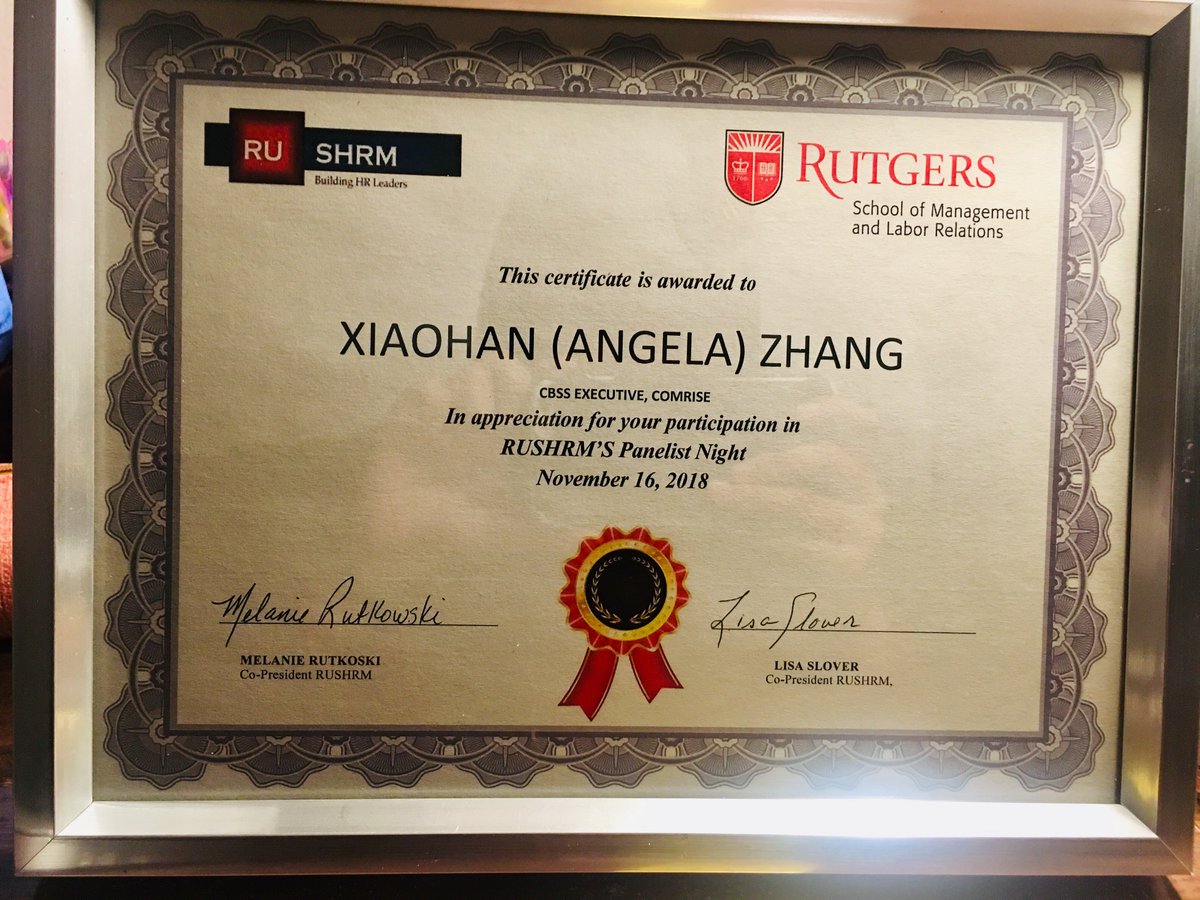 RU SHRM
Building HR Leaders
RUTGERS
1766
School of Management
and Labor Relations
This certificate is awarded to
XIAOHAN (ANGELA) ZHANG
CBSS EXECUTIVE, COMRISE
In appreciation for your participation in
RUSHRM'S Panelist Night
November 16, 2018
Melanie Rutkowski
MELANIE RUTKOSKI
Co-President RUSHRM
Lisa Slover
LISA SLOVER
Co-President RUSHRM,